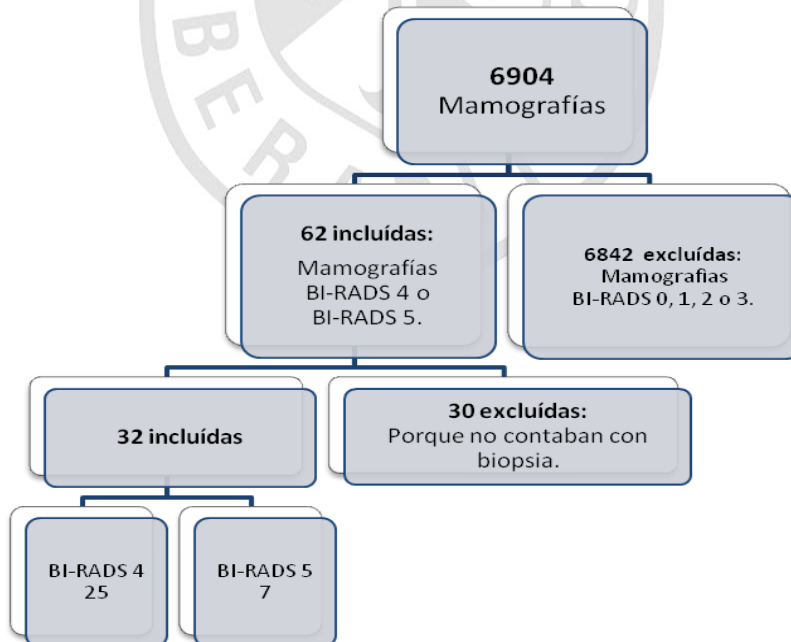 6904
Mamografías
62 incluídas:
Mamografías
BI-RADS 4 o
BI-RADS 5.
6842 excluídas:
Mamografias
BI-RADS 0, 1, 2 o 3.
32 incluídas
30 excluídas:
Porque no contaban con
biopsia.
BI-RADS 4
25
BI-RADS 5
7